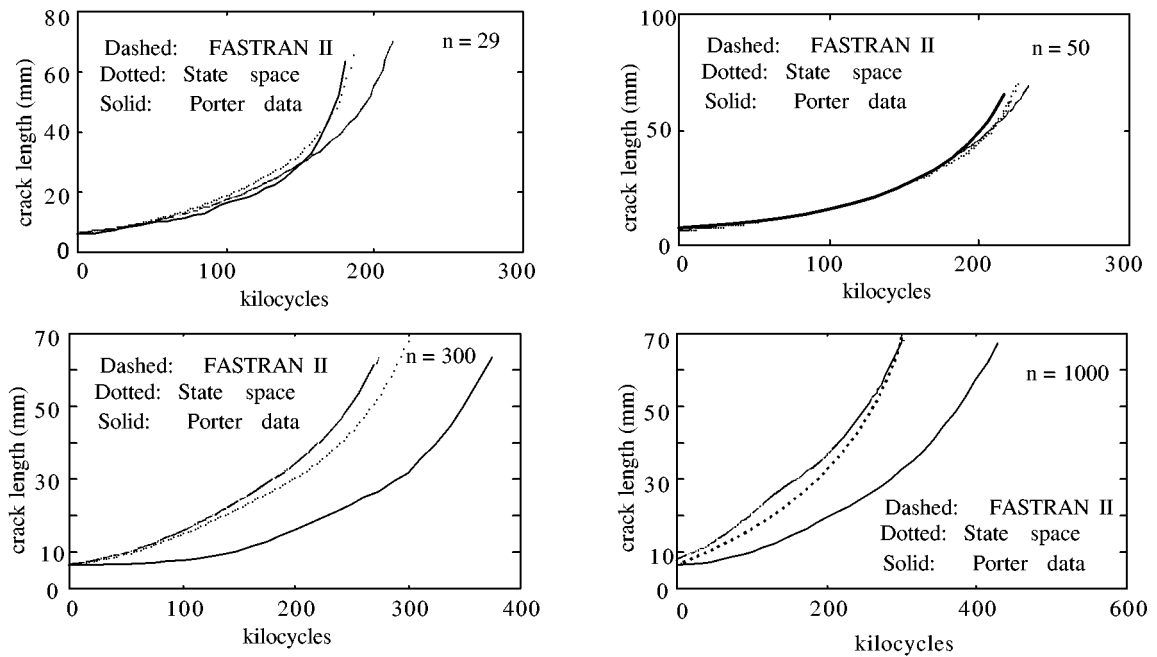 80
60
40
20
0
crack length (mm)
Dashed: FASTRAN II
Dotted: State space
Solid: Porter data
n = 29
0 100 200 300
kilocycles
100
50
0
crack length (mm)
Dashed: FASTRAN II
Dotted: State space
Solid: Porter data
n = 50
0 100 200 300
kilocycles
70
50
30
10
0
crack length (mm)
Dashed: FASTRAN II
Dotted: State space
Solid: Porter data
n = 300
0 100 200 300 400
kilocycles
70
50
30
10
0
crack length (mm)
n = 1000
Dashed: FASTRAN II
Dotted: State space
Solid: Porter data
0 200 400 600
kilocycles